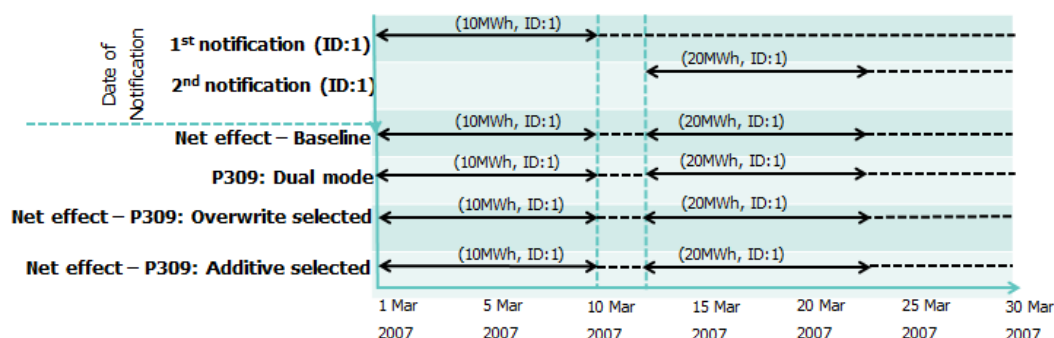 Date of
Notification
(10MWh, ID:1)
1st notification (ID:1)
(20MWh, ID:1)
2nd notification (ID:1)
(10MWh, ID:1) (20MWh, ID:1)
Net effect – Baseline
(10MWh, ID:1) (20MWh, ID:1)
P309: Dual mode
(10MWh, ID:1) (20MWh, ID:1)
Net effect – P309: Overwrite selected
(10MWh, ID:1) (20MWh, ID:1)
Net effect – P309: Additive selected
1 Mar 5 Mar 10 Mar 15 Mar 20 Mar 25 Mar 30 Mar
2007 2007 2007 2007 2007 2007 2007